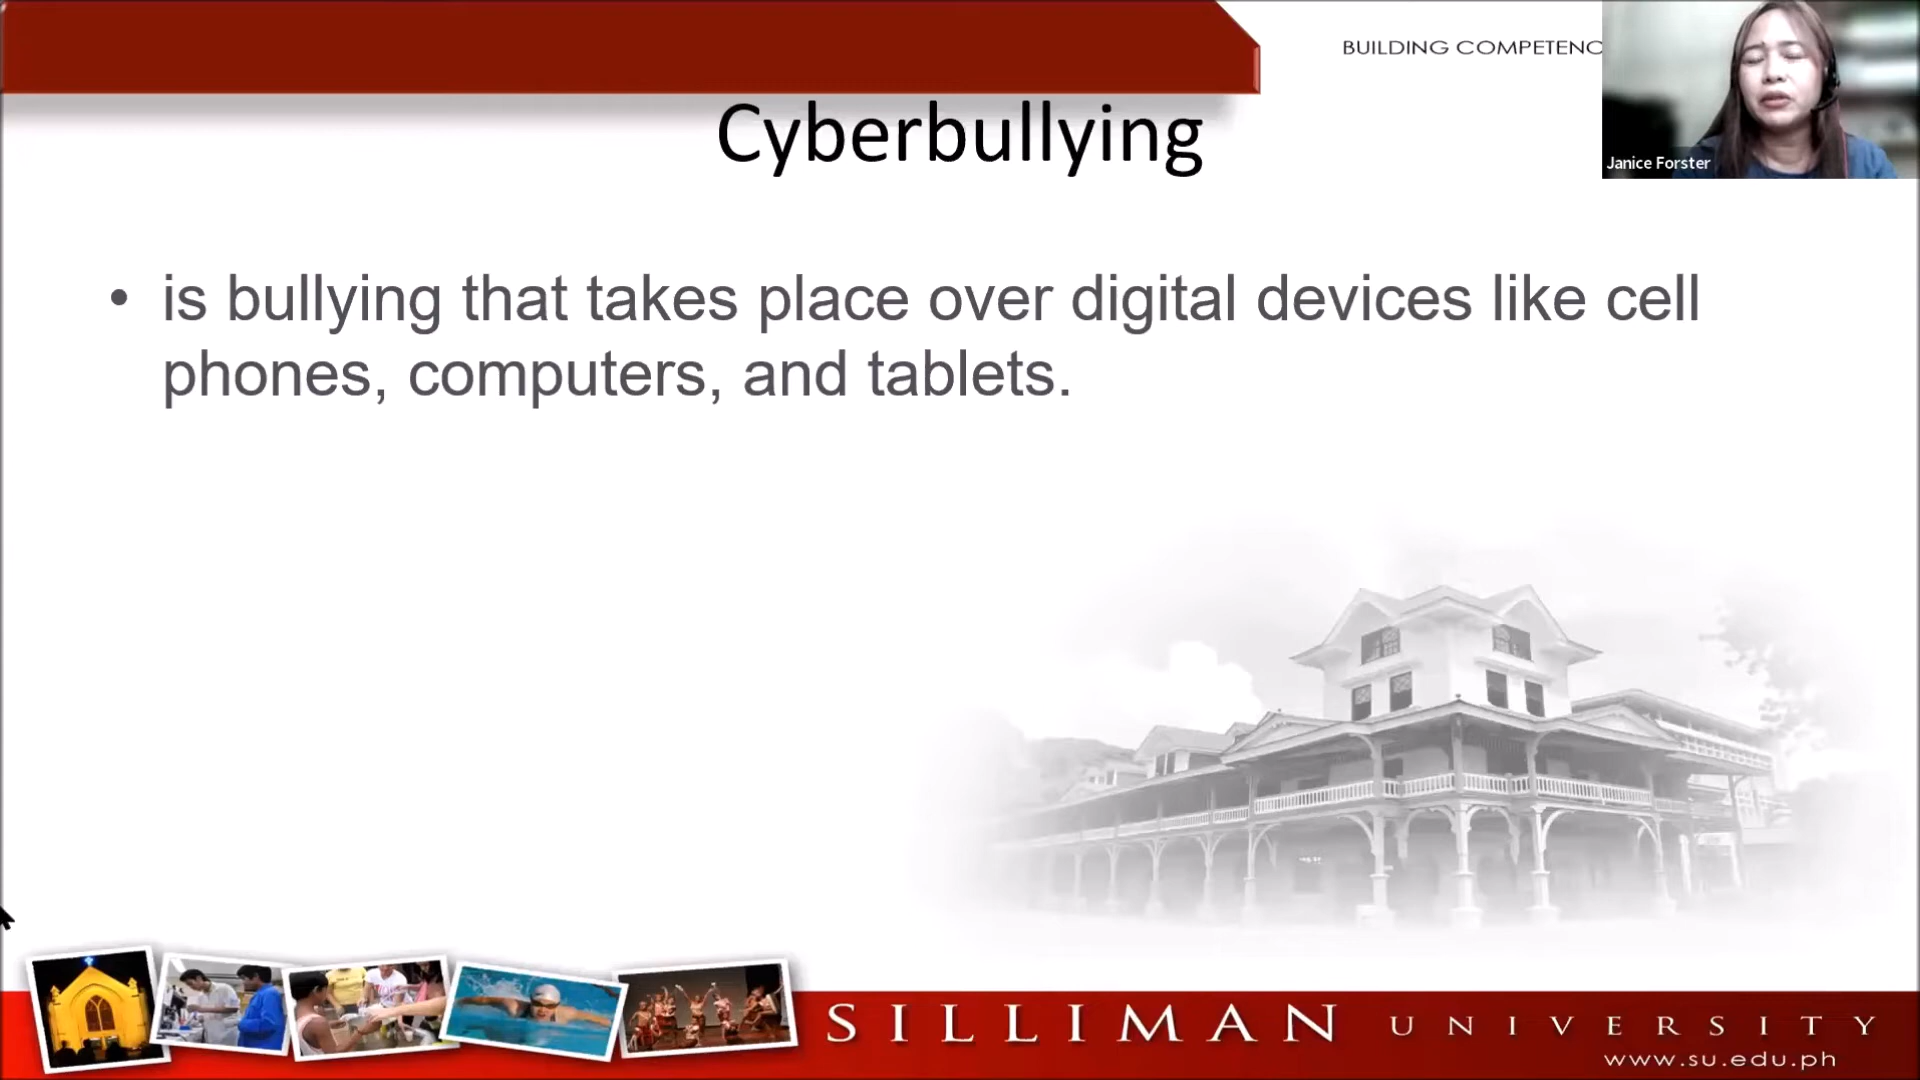 BUILDING COMPETENC
Janice Forster
Cyberbullying
• is bullying that takes place over digital devices like cell
phones, computers, and tablets.
SILLIMAN UNIVERSITY
www.su.edu.ph